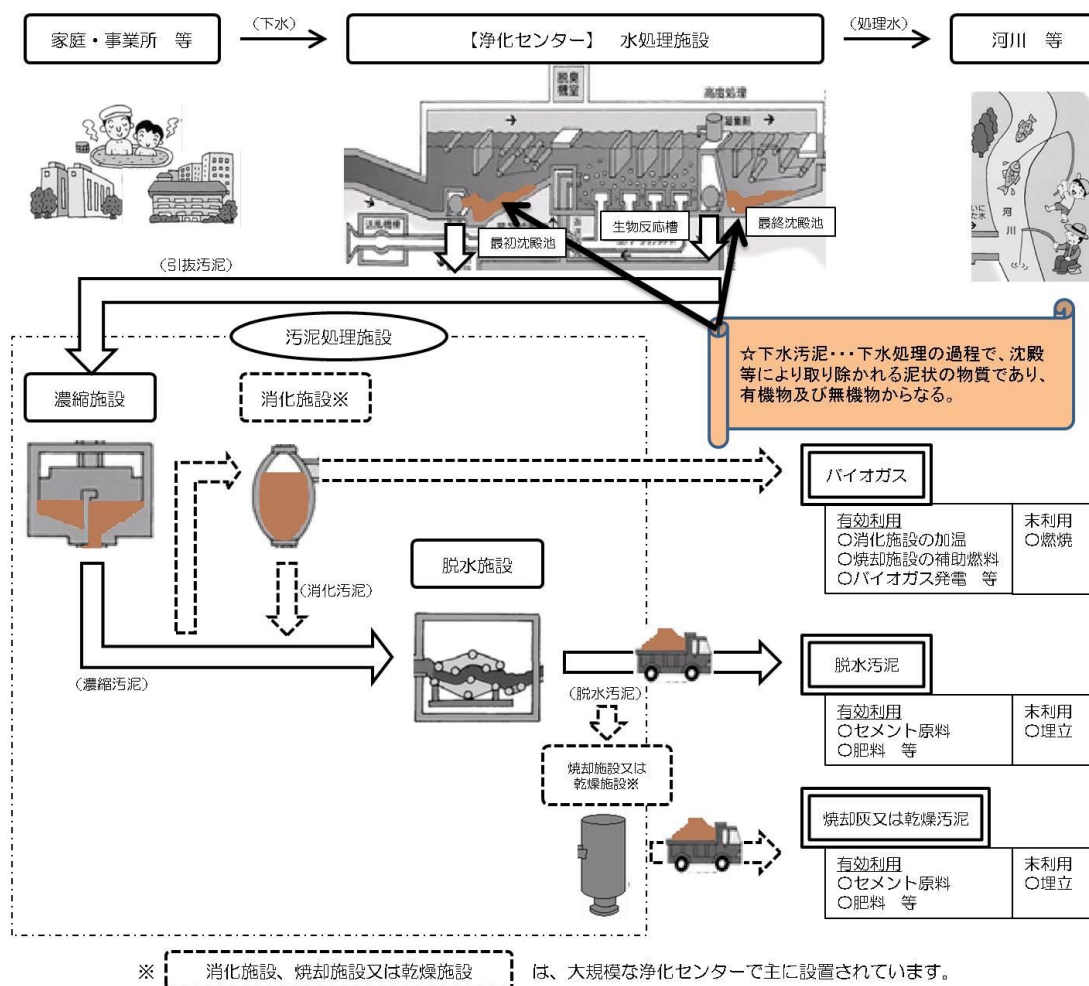 家庭・事業所 等
(下水)
【浄化センター】 水処理施設
(処理水)
河川 等
脱臭
機室
高度処理
凝集剤
送風機棟
最初沈殿池
生物反応槽
最終沈殿池
河
川
(引抜汚泥)
汚泥処理施設
☆下水汚泥・・・下水処理の過程で、沈殿
等により取り除かれる泥状の物質であり、
有機物及び無機物からなる。
濃縮施設
消化施設※
バイオガス
有効利用
○消化施設の加温
○焼却施設の補助燃料
○バイオガス発電 等
末利用
○燃焼
脱水施設
(消化汚泥)
(濃縮汚泥)
(脱水汚泥)
脱水汚泥
有効利用
○セメント原料
○肥料 等
末利用
○埋立
焼却施設又は
乾燥施設※
焼却灰又は乾燥汚泥
有効利用
○セメント原料
○肥料 等
末利用
○埋立
※ 消化施設、焼却施設又は乾燥施設 は、大規模な浄化センターで主に設置されています。